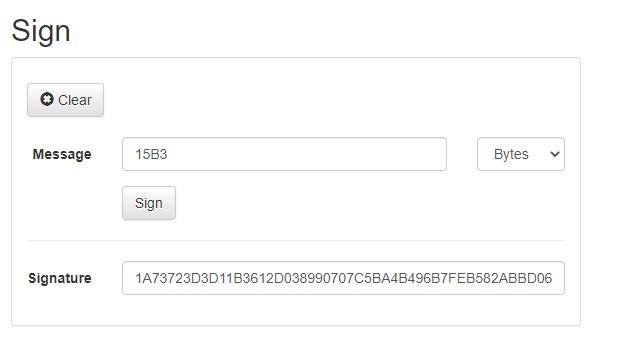 Sign
Clear
Message 15B3 Bytes
Sign
Signature 1A73723D3D11B3612D038990707C5BA4B496B7FEB582ABBD06